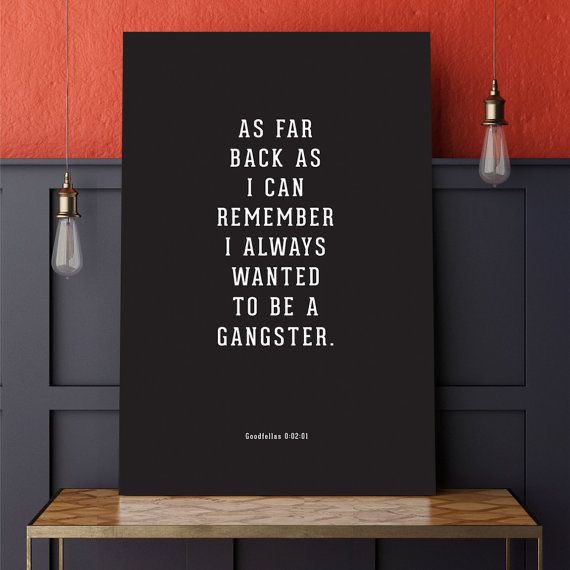 AS FAR
BACK AS
I CAN
REMEMBER
I ALWAYS
WANTED
TO BE A
GANGSTER.
Goodfellas 0:02:01